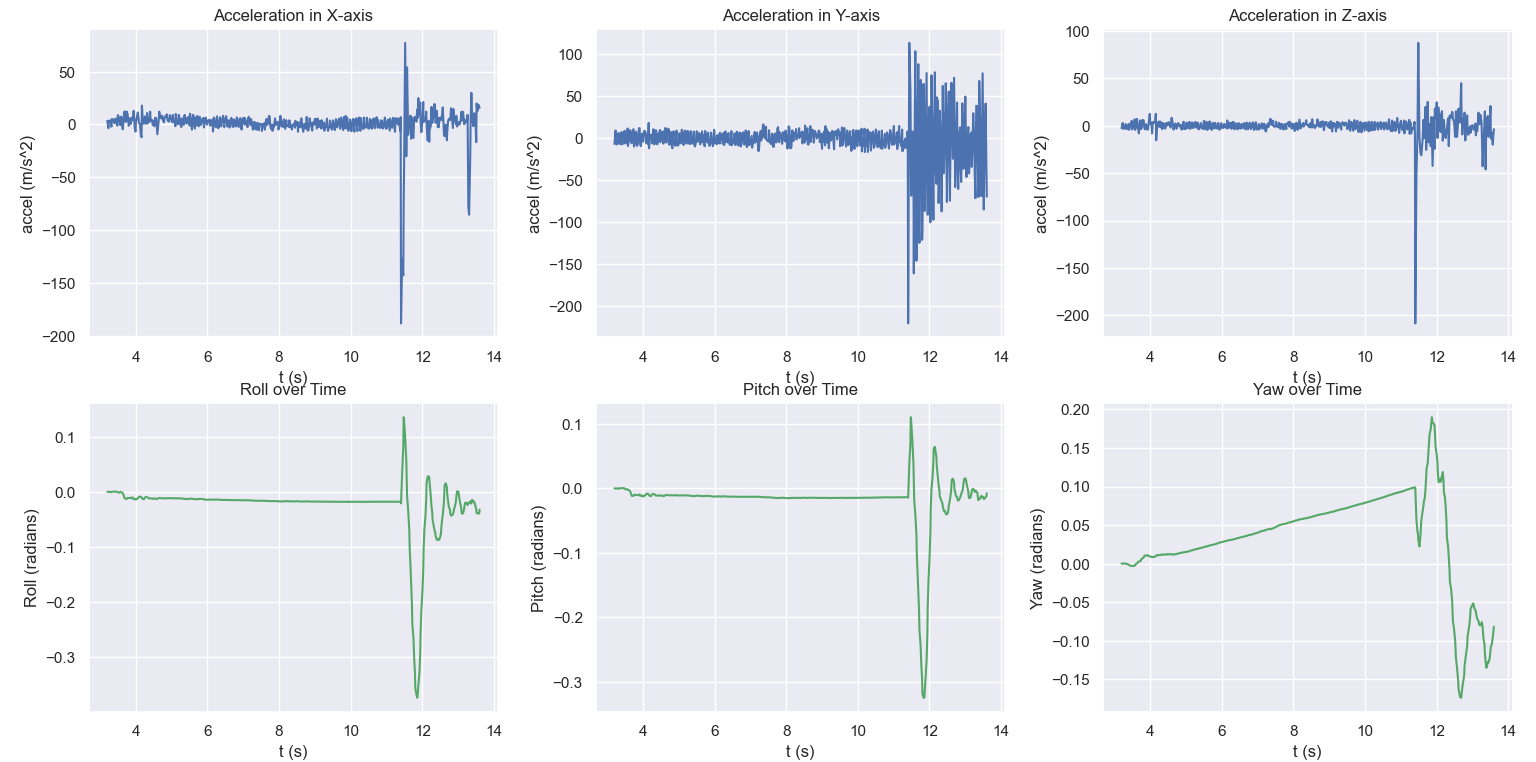 Acceleration in X-axis
accel (m/s^2)
50
0
−50
−100
−150
−200
4 6 8 10 12 14
t (s)
Acceleration in Y-axis
accel (m/s^2)
100
50
0
−50
−100
−150
−200
4 6 8 10 12 14
t (s)
Acceleration in Z-axis
accel (m/s^2)
100
50
0
−50
−100
−150
−200
4 6 8 10 12 14
t (s)
Roll over Time
Roll (radians)
0.1
0.0
−0.1
−0.2
−0.3
4 6 8 10 12 14
t (s)
Pitch over Time
Pitch (radians)
0.1
0.0
−0.1
−0.2
−0.3
4 6 8 10 12 14
t (s)
Yaw over Time
Yaw (radians)
0.20
0.15
0.10
0.05
0.00
−0.05
−0.10
−0.15
4 6 8 10 12 14
t (s)